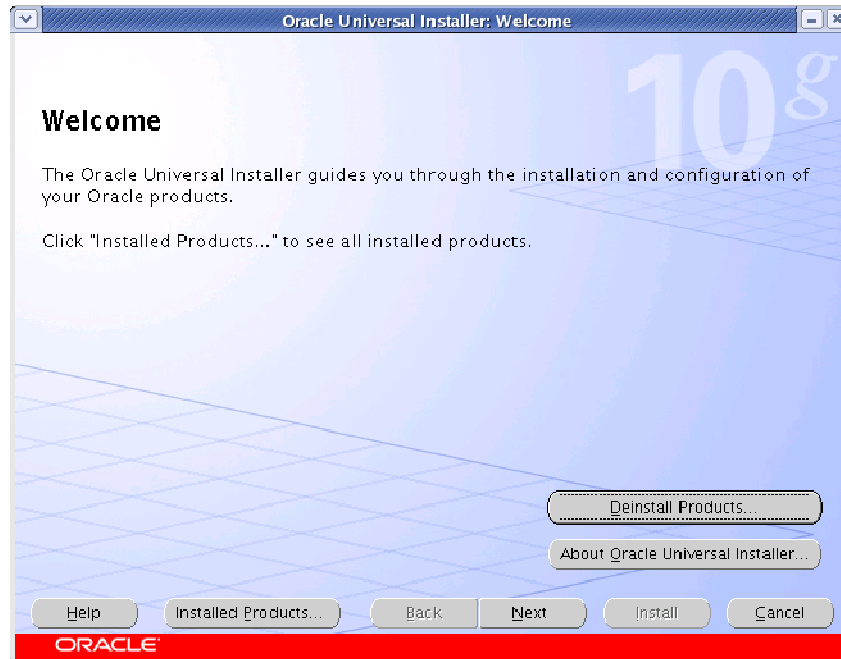 Oracle Universal Installer: Welcome
10g
Welcome
The Oracle Universal Installer guides you through the installation and configuration of
your Oracle products.
Click "Installed Products..." to see all installed products.
Deinstall Products...
About Oracle Universal Installer...
Help
Installed Products...
Back
Next
Install
Cancel
ORACLE